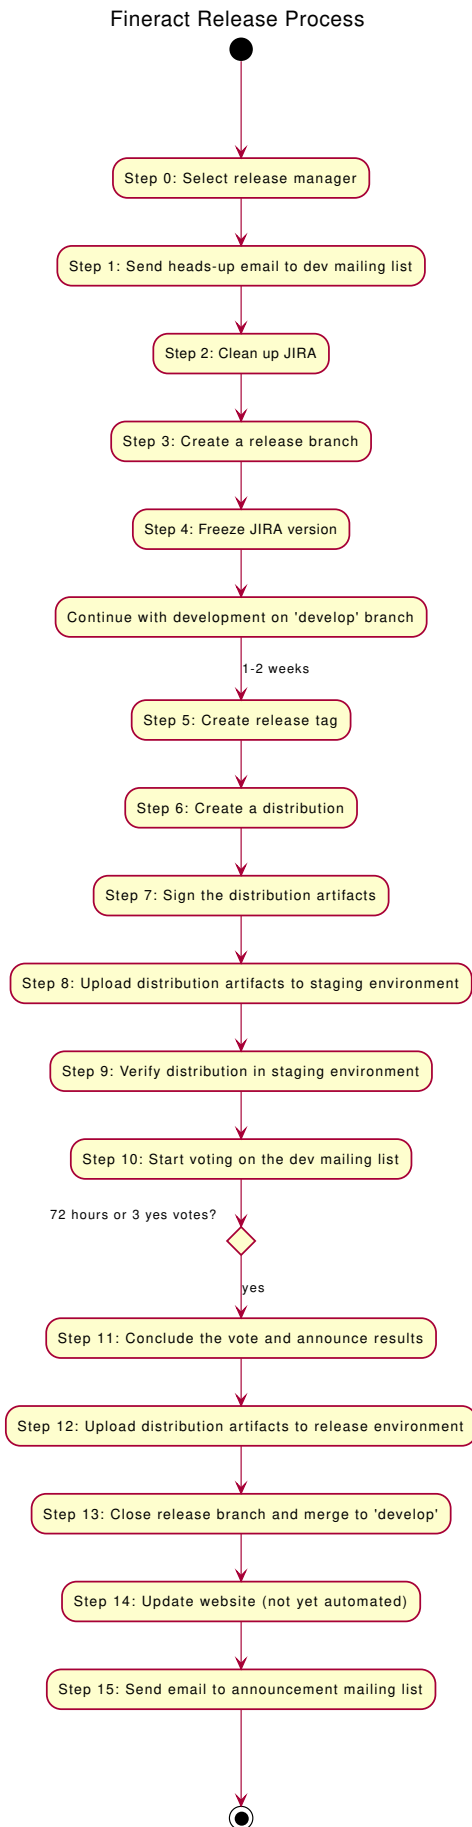 Fineract Release Process
Step 0: Select release manager
Step 1: Send heads-up email to dev mailing list
Step 2: Clean up JIRA
Step 3: Create a release branch
Step 4: Freeze JIRA version
Continue with development on 'develop' branch
1-2 weeks
Step 5: Create release tag
Step 6: Create a distribution
Step 7: Sign the distribution artifacts
Step 8: Upload distribution artifacts to staging environment
Step 9: Verify distribution in staging environment
Step 10: Start voting on the dev mailing list
72 hours or 3 yes votes?
yes
Step 11: Conclude the vote and announce results
Step 12: Upload distribution artifacts to release environment
Step 13: Close release branch and merge to 'develop'
Step 14: Update website (not yet automated)
Step 15: Send email to announcement mailing list